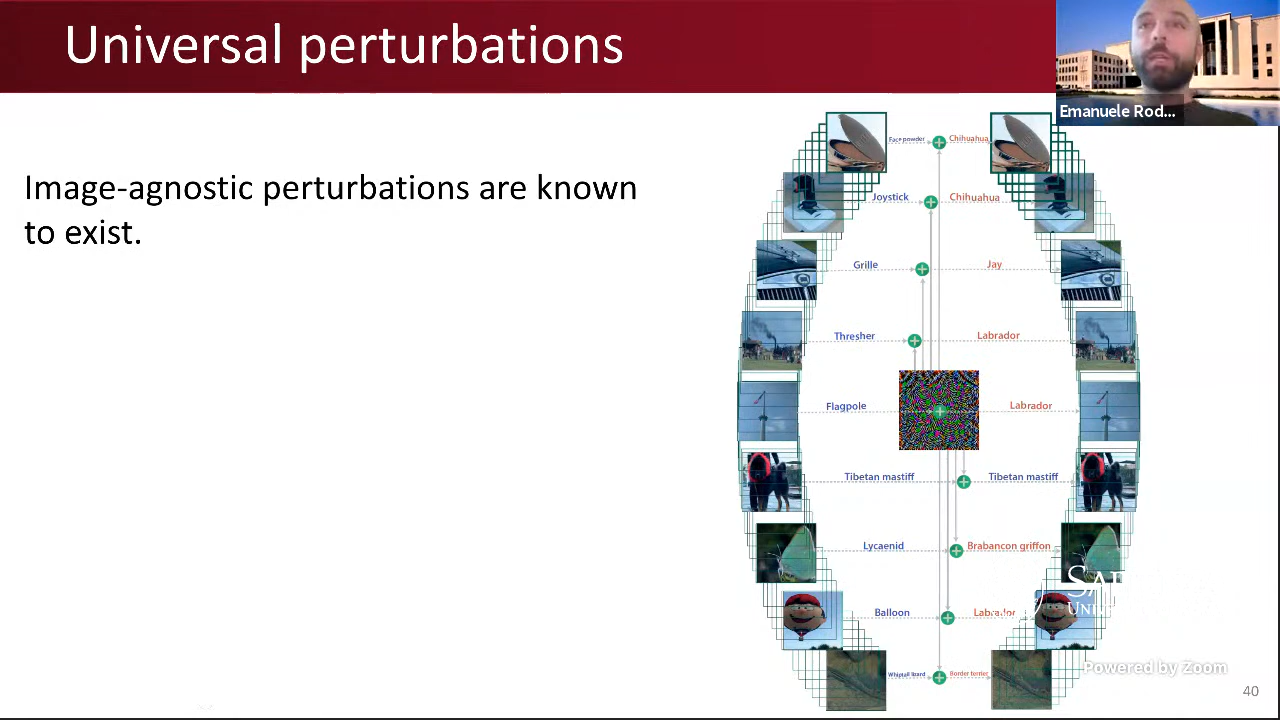 Universal perturbations
Emanuele Rod...
Image-agnostic perturbations are known
to exist.
Face powder Chihuahua
Joystick Chihuahua
Grille Jay
Thresher Labrador
Flagpole Labrador
Tibetan mastiff Tibetan mastiff
Lycaenid Brabancon griffon
Balloon Labrador
Whiptail lizard Border terrier
Powered by Zoom
40